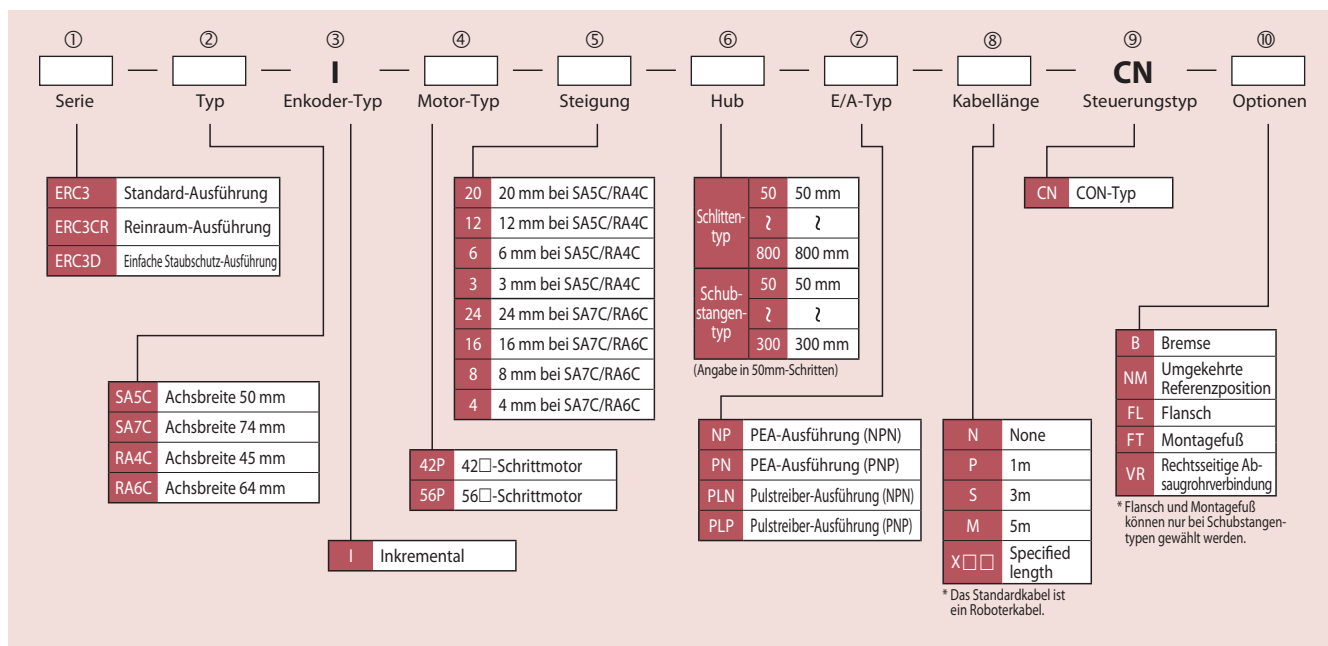 ① ② ③ ④ ⑤ ⑥ ⑦ ⑧ ⑨ ⑩
— — I — — — — — — CN —
Serie Typ Enkoder-Typ Motor-Typ Steigung Hub E/A-Typ Kabellänge Steuerungstyp Optionen
ERC3 Standard-Ausführung
ERC3CR Reinraum-Ausführung
ERC3D Einfache Staubschutz-Ausführung
SA5C Achsbreite 50 mm
SA7C Achsbreite 74 mm
RA4C Achsbreite 45 mm
RA6C Achsbreite 64 mm
I Inkremental
42P 42□-Schrittmotor
56P 56□-Schrittmotor
20 20 mm bei SA5C/RA4C
12 12 mm bei SA5C/RA4C
6 6 mm bei SA5C/RA4C
3 3 mm bei SA5C/RA4C
24 24 mm bei SA7C/RA6C
16 16 mm bei SA7C/RA6C
8 8 mm bei SA7C/RA6C
4 4 mm bei SA7C/RA6C
Schlitten-
typ
50 50 mm
≀ ≀
800 800 mm
Schub-
stangen-
typ
50 50 mm
≀ ≀
300 300 mm
(Angabe in 50mm-Schritten)
NP PEA-Ausführung (NPN)
PN PEA-Ausführung (PNP)
PLN Pulstreiber-Ausführung (NPN)
PLP Pulstreiber-Ausführung (PNP)
N None
P 1m
S 3m
M 5m
X□□ Specified
length
* Das Standardkabel ist
ein Roboterkabel.
CN CON-Typ
B Bremse
NM Umgekehrte
Referenzposition
FL Flansch
FT Montagefuß
VR Rechtsseitige Ab-
saugrohrverbindung
* Flansch und Montagefuß
können nur bei Schubstangen-
typen gewählt werden.